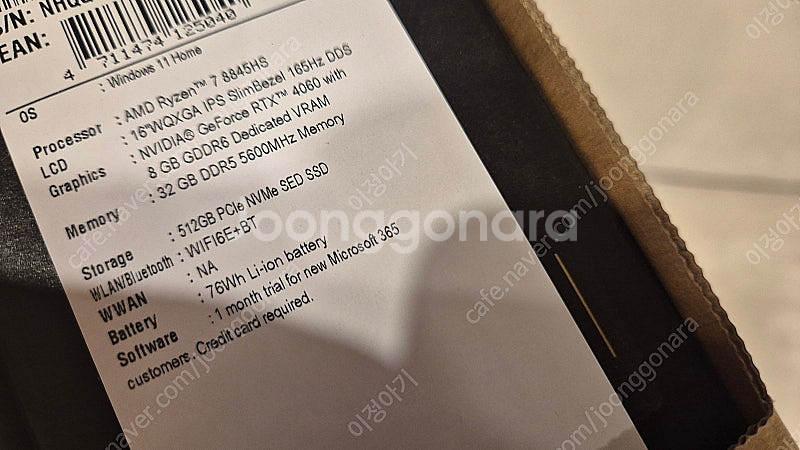 S/N: NHQ
EAN:
4 711474 125040
OS : Windows 11 Home
Processor : AMD Ryzen™ 7 8845HS
LCD : 16"WQXGA IPS SlimBezel 165Hz DDS
Graphics : NVIDIA® GeForce RTX™ 4060 with
8 GB GDDR6 Dedicated VRAM
Memory : 32 GB DDR5 5600MHz Memory
Storage : 512GB PCIe NVMe SED SSD
WLAN/Bluetooth : WIFI6E+BT
WWAN : NA
Battery : 76Wh Li-ion battery
Software : 1 month trial for new Microsoft 365
customers. Credit card required.
Joonggonara
cafe.naver.com/joonggonara
이정아기